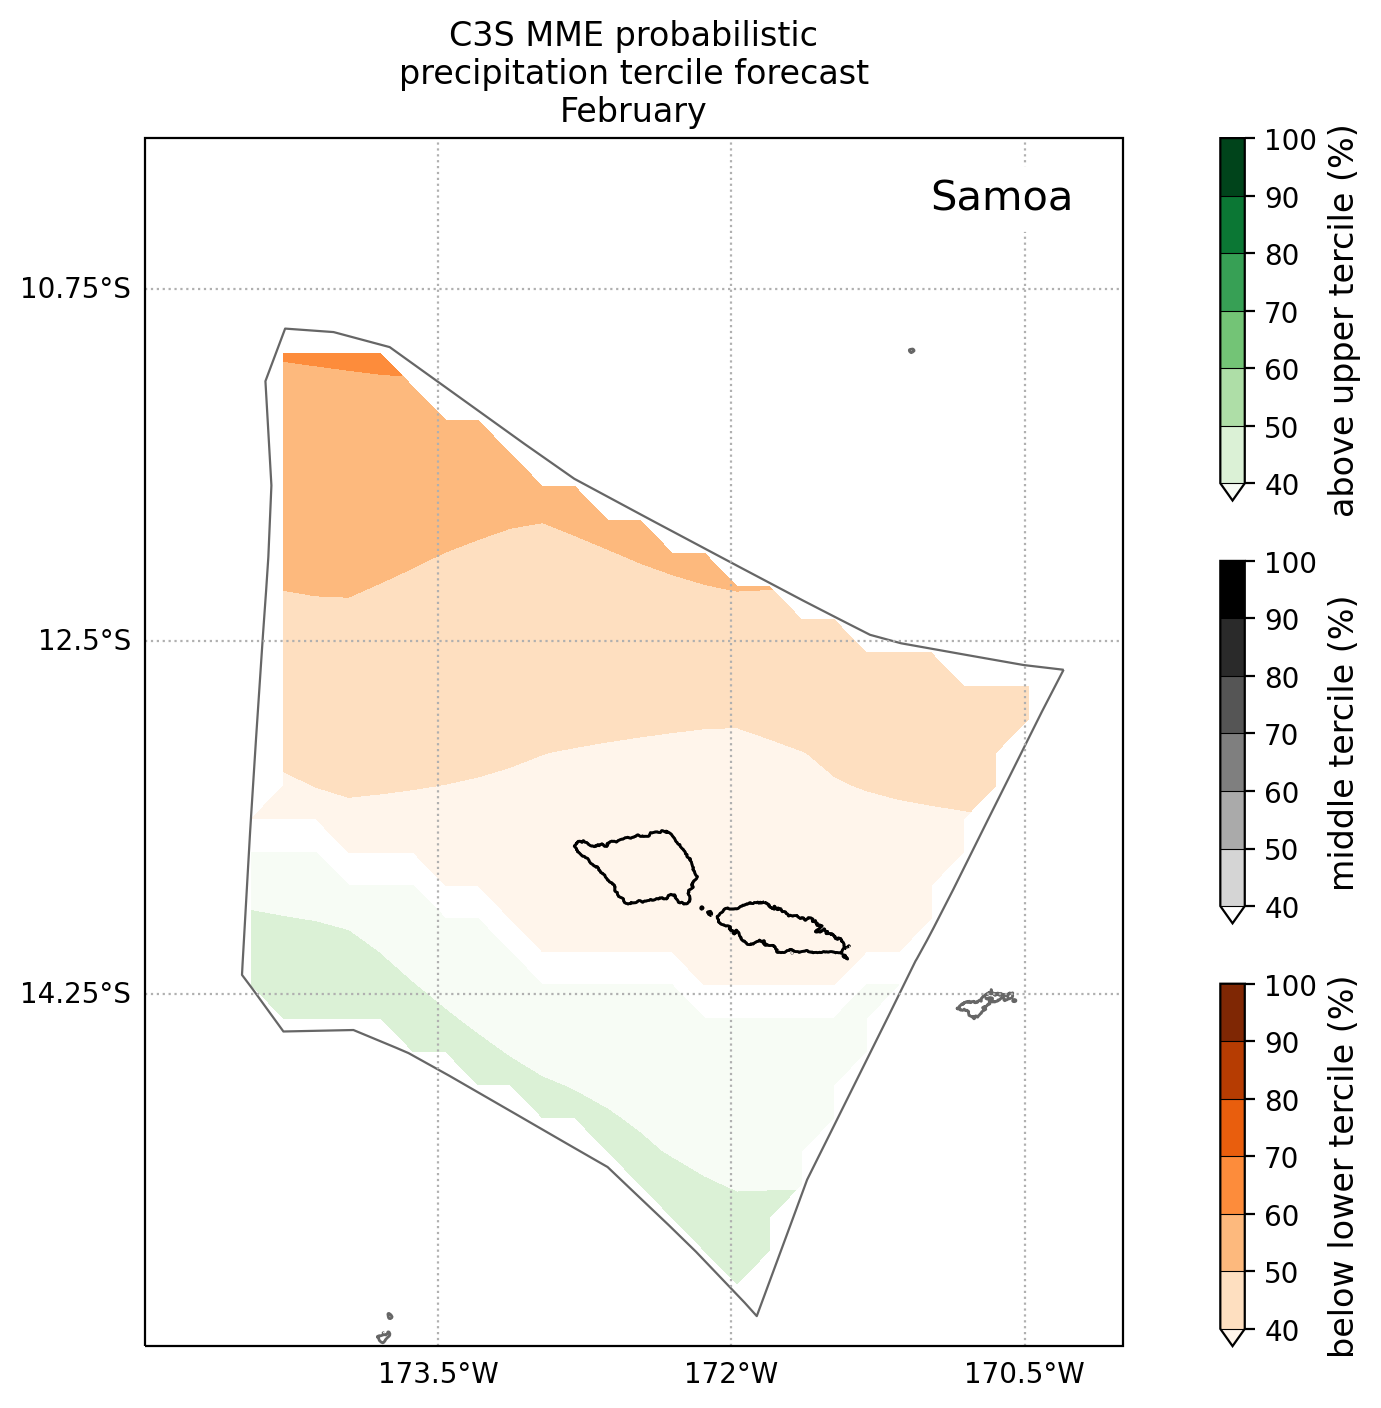 C3S MME probabilistic
precipitation tercile forecast
February
Samoa
10.75°S
12.5°S
14.25°S
173.5°W
172°W
170.5°W
100
90
80
70
60
50
40
above upper tercile (%)
100
90
80
70
60
50
40
middle tercile (%)
100
90
80
70
60
50
40
below lower tercile (%)